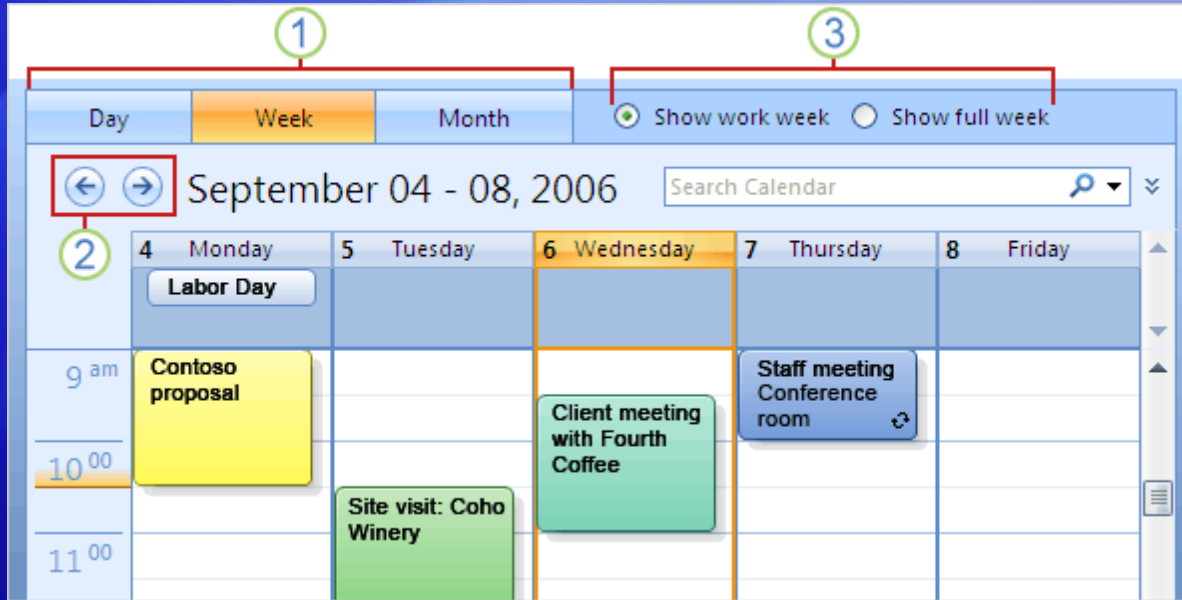 1
3
Day Week Month Show work week Show full week
September 04 - 08, 2006 Search Calendar
2
4 Monday 5 Tuesday 6 Wednesday 7 Thursday 8 Friday
Labor Day
9 am
Contoso
proposal
Staff meeting
Conference
room
Client meeting
with Fourth
Coffee
10 00
Site visit: Coho
Winery
11 00